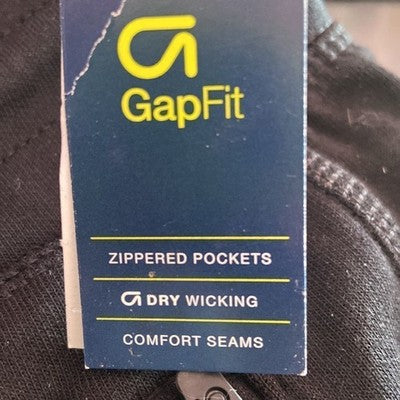 GapFit
ZIPPERED POCKETS
DRY WICKING
COMFORT SEAMS